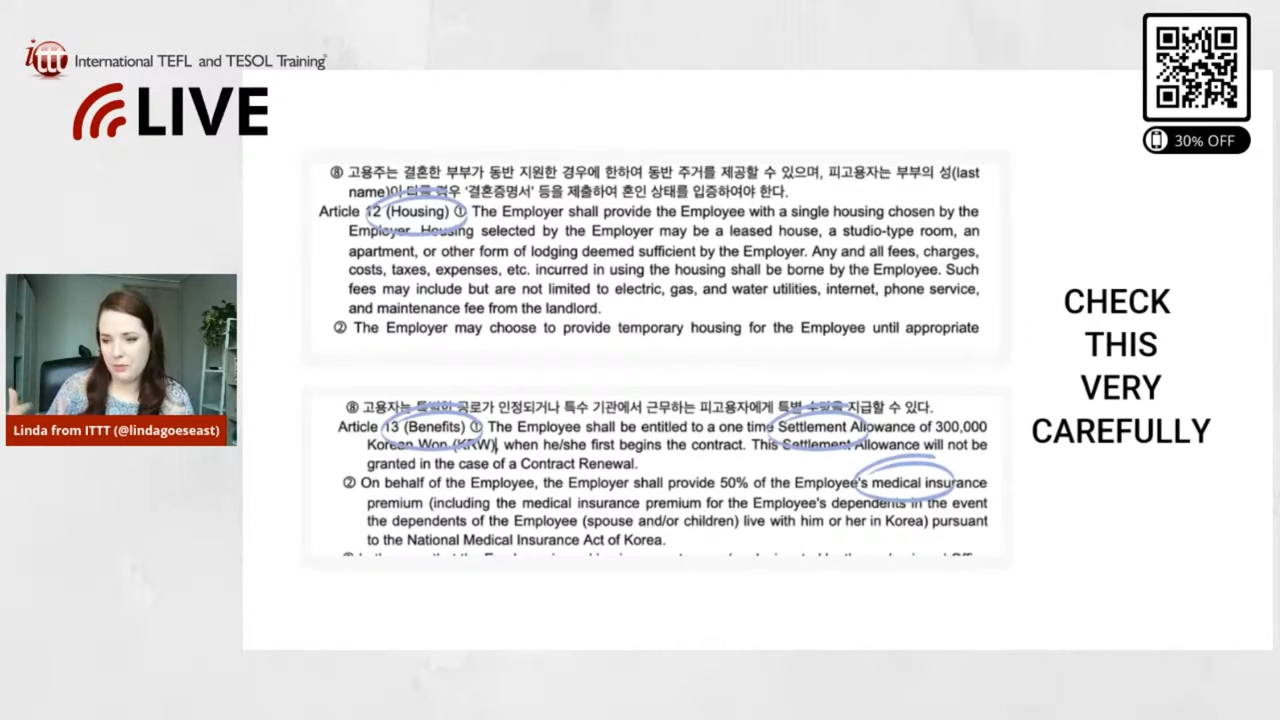 ittt International TEFL and TESOL Training
LIVE
30% OFF
⑧ 고용주는 결혼한 부부가 동반 지원한 경우에 한하여 동반 주거를 제공할 수 있으며, 피고용자는 부부의 성(last
name)이 다를 경우 '결혼증명서' 등을 제출하여 혼인 상태를 입증하여야 한다.
Article 12 (Housing) ① The Employer shall provide the Employee with a single housing chosen by the
Employer. Housing selected by the Employer may be a leased house, a studio-type room, an
apartment, or other form of lodging deemed sufficient by the Employer. Any and all fees, charges,
costs, taxes, expenses, etc. incurred in using the housing shall be borne by the Employee. Such
fees may include but are not limited to electric, gas, and water utilities, internet, phone service,
and maintenance fee from the landlord.
② The Employer may choose to provide temporary housing for the Employee until appropriate
⑧ 고용자는 특별한 공로가 인정되거나 특수 기관에서 근무하는 피고용자에게 특별 수당을 지급할 수 있다.
Article 13 (Benefits) ① The Employee shall be entitled to a one time Settlement Allowance of 300,000
Korean Won (KRW), when he/she first begins the contract. This Settlement Allowance will not be
granted in the case of a Contract Renewal.
② On behalf of the Employee, the Employer shall provide 50% of the Employee's medical insurance
premium (including the medical insurance premium for the Employee's dependents in the event
the dependents of the Employee (spouse and/or children) live with him or her in Korea) pursuant
to the National Medical Insurance Act of Korea.
CHECK
THIS
VERY
CAREFULLY
Linda from ITTT (@lindagoeseast)